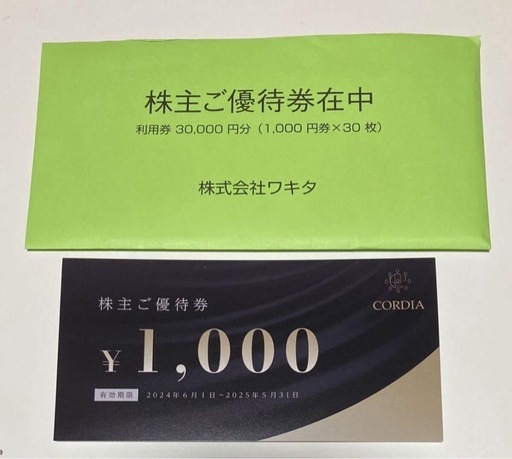 株主ご優待券在中
利用券 30,000 円分（1,000 円券×30 枚）
株式会社ワキタ
株主ご優待券
CORDIA
¥ 1,000
有効期限 2024年6月1日~2025年5月31日